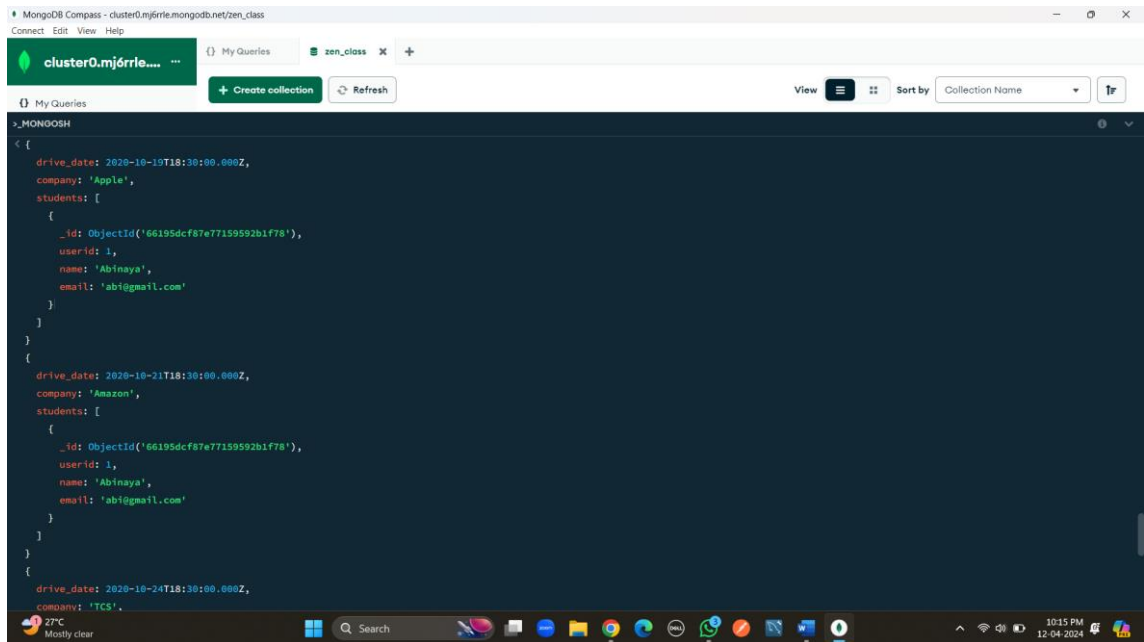 MongoDB Compass - cluster0.mj6rrle.mongodb.net/zen_class
Connect Edit View Help
cluster0.mj6rrle.... ...
{} My Queries
zen_class
{} My Queries
+ Create collection
Refresh
View
Sort by
Collection Name
>_MONGOSH
< {
drive_date: 2020-10-19T18:30:00.000Z,
company: 'Apple',
students: [
{
_id: ObjectId('66195dcf87e77159592b1f78'),
userid: 1,
name: 'Abinaya',
email: 'abi@gmail.com'
}
]
}
{
drive_date: 2020-10-21T18:30:00.000Z,
company: 'Amazon',
students: [
{
_id: ObjectId('66195dcf87e77159592b1f78'),
userid: 1,
name: 'Abinaya',
email: 'abi@gmail.com'
}
]
}
{
drive_date: 2020-10-24T18:30:00.000Z,
company: 'TCS',
1
27°C
Mostly clear
Search
zoom
DELL
10:15 PM
12-04-2024